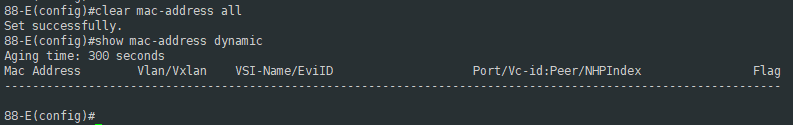 88-E(config)#clear mac-address all
Set successfully.
88-E(config)#show mac-address dynamic
Aging time: 300 seconds
Mac Address        Vlan/Vxlan    VSI-Name/EviID                    Port/Vc-id:Peer/NHPIndex                Flag
-----------------------------------------------------------------------------------------------------------------
88-E(config)#